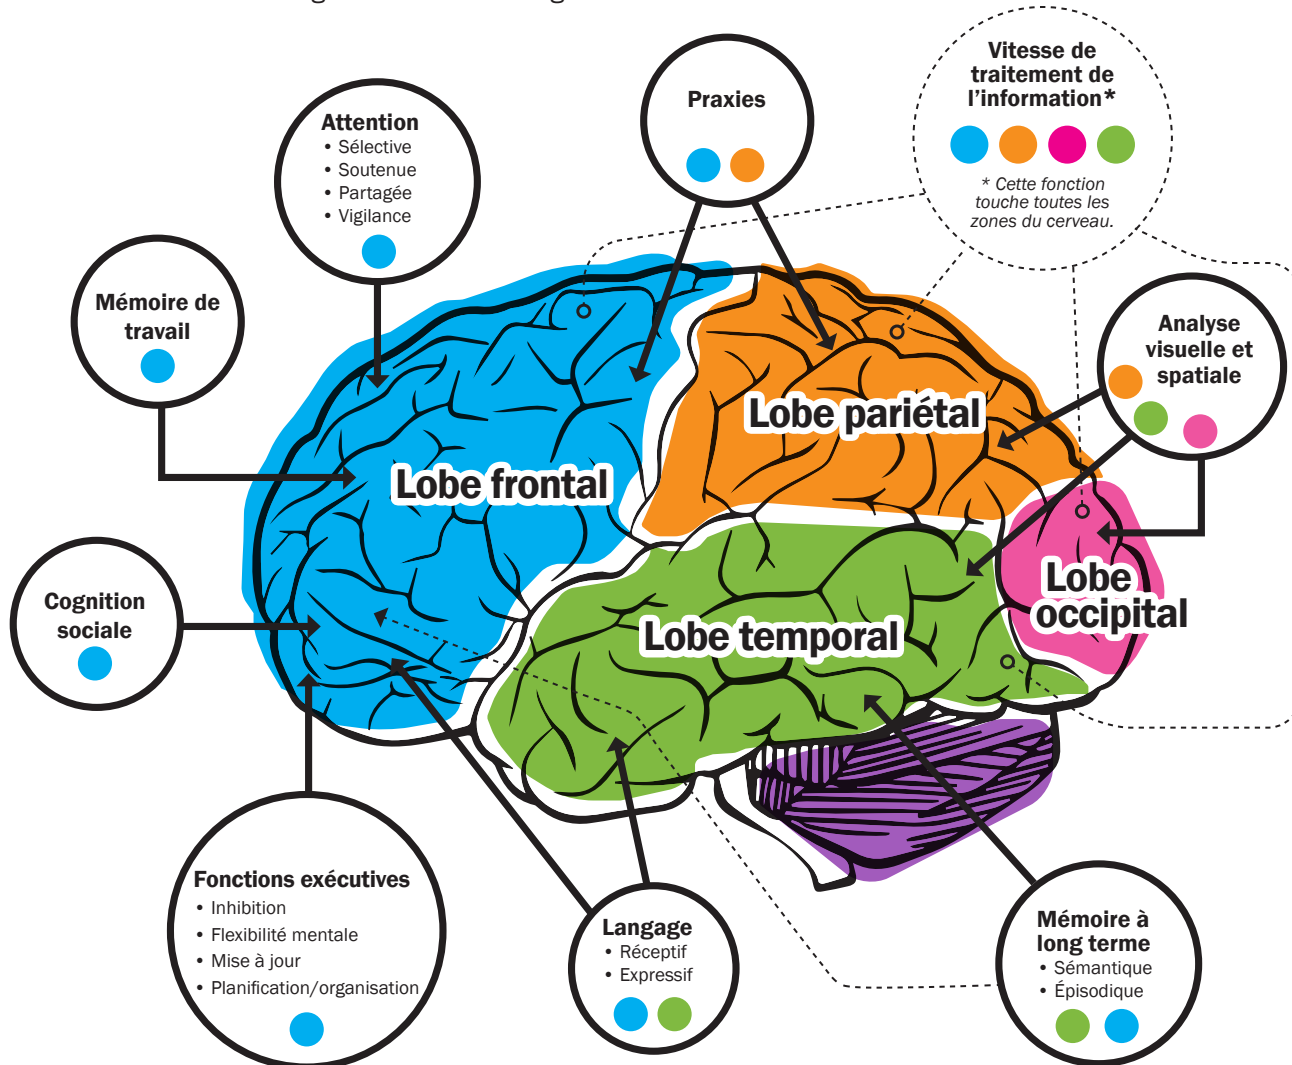 Vitesse de
traitement de
l'information*
* Cette fonction
touche toutes les
zones du cerveau.
Praxies
Attention
• Sélective
• Soutenue
• Partagée
• Vigilance
Mémoire de
travail
Analyse
visuelle et
spatiale
Lobe pariétal
Lobe frontal
Lobe
occipital
Lobe temporal
Cognition
sociale
Fonctions exécutives
• Inhibition
• Flexibilité mentale
• Mise à jour
• Planification/organisation
Langage
• Réceptif
• Expressif
Mémoire à
long terme
• Sémantique
• Épisodique